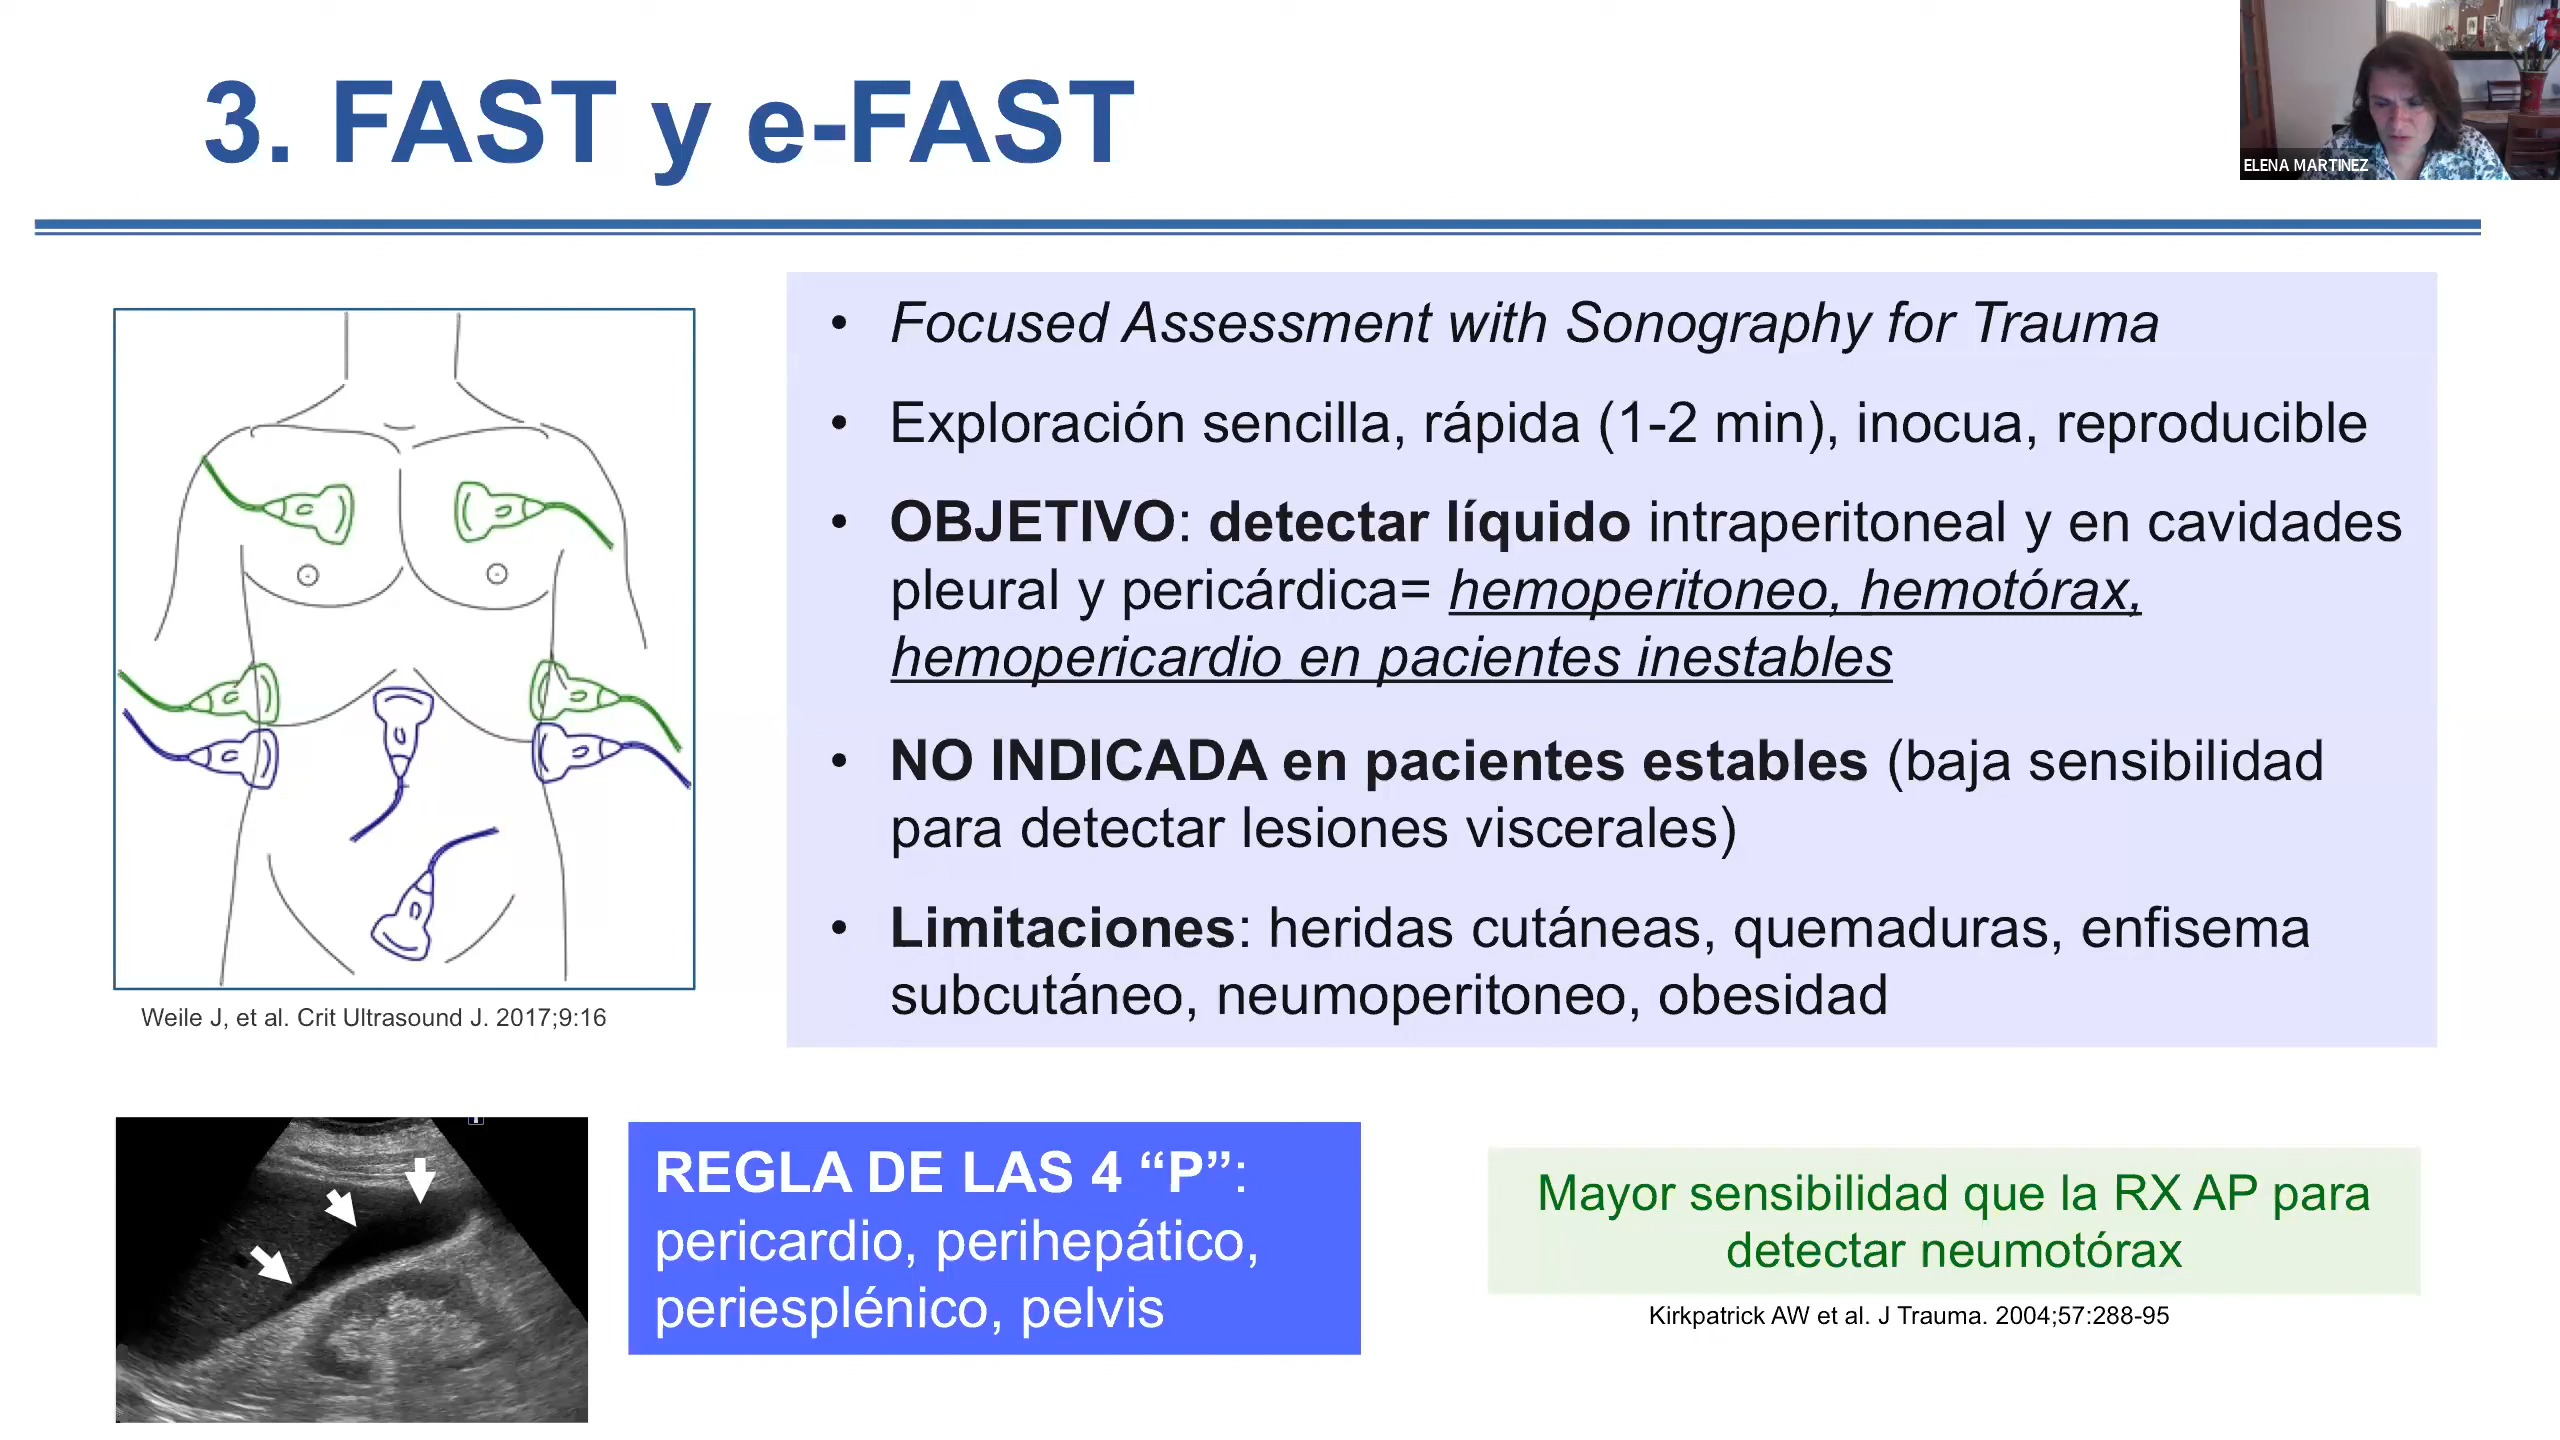 3. FAST y e-FAST
ELENA MARTINEZ
• Focused Assessment with Sonography for Trauma
• Exploración sencilla, rápida (1-2 min), inocua, reproducible
• OBJETIVO: detectar líquido intraperitoneal y en cavidades
pleural y pericárdica= hemoperitoneo, hemotórax,
hemopericardio en pacientes inestables
• NO INDICADA en pacientes estables (baja sensibilidad
para detectar lesiones viscerales)
• Limitaciones: heridas cutáneas, quemaduras, enfisema
subcutáneo, neumoperitoneo, obesidad
Weile J, et al. Crit Ultrasound J. 2017;9:16
REGLA DE LAS 4 “P”:
pericardio, perihepático,
periesplénico, pelvis
Mayor sensibilidad que la RX AP para
detectar neumotórax
Kirkpatrick AW et al. J Trauma. 2004;57:288-95